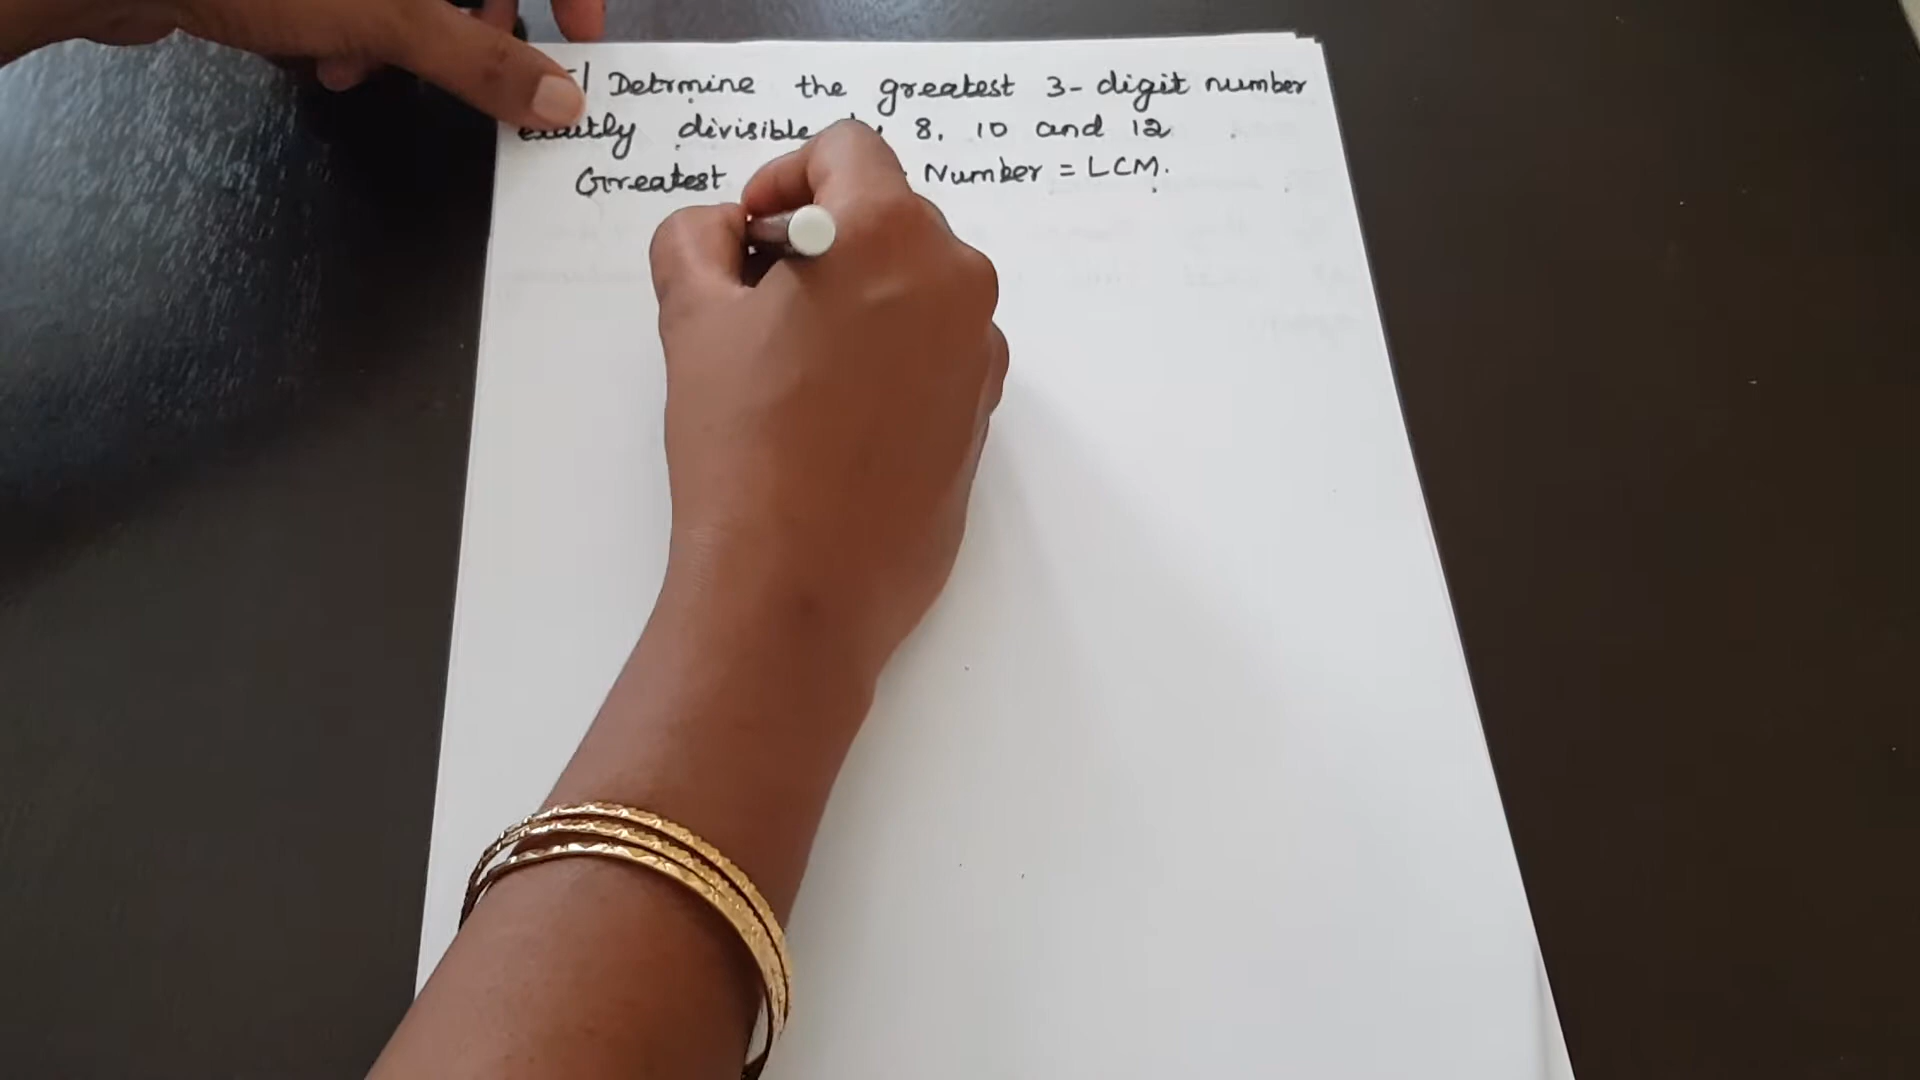 Detrmine the greatest 3-digit number
exactly divisible 8, 10 and 12
Greatest Number = LCM.